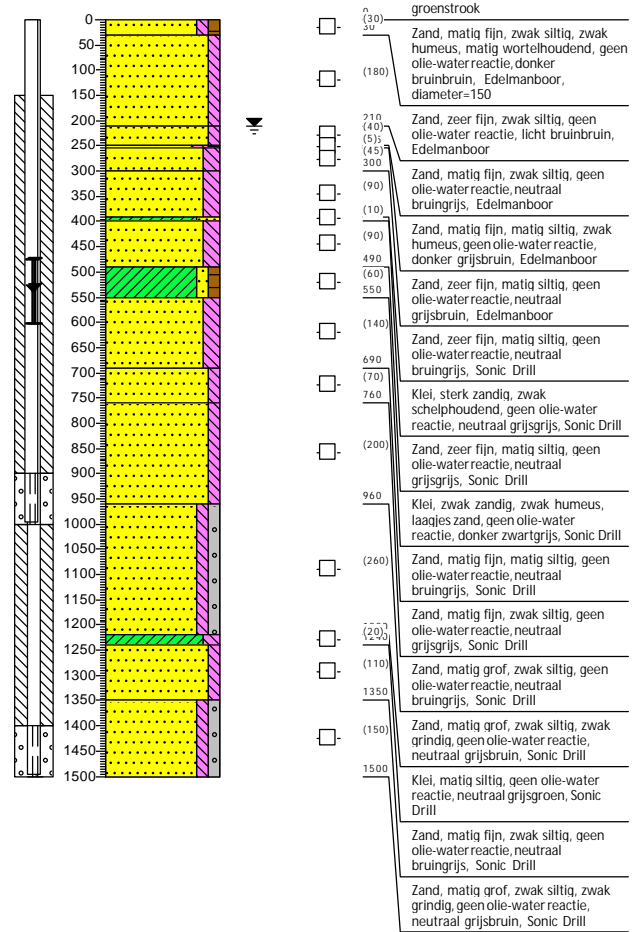 0
50
100
150
200
250
300
350
400
450
500
550
600
650
700
750
800
850
900
950
1000
1050
1100
1150
1200
1250
1300
1350
1400
1450
1500
(30)
30
(180)
210
(40)
(5)
(45)
300
(90)
(10)
(90)
490
(60)
550
(140)
690
(70)
760
(200)
960
(260)
(20)
1240
(110)
1350
(150)
1500
groenstrook
Zand, matig fijn, zwak siltig, zwak
humeus, matig wortelhoudend, geen
olie-water reactie, donker
bruinbruin, Edelmanboor,
diameter=150
Zand, zeer fijn, zwak siltig, geen
olie-water reactie, licht bruinbruin,
Edelmanboor
Zand, matig fijn, zwak siltig, geen
olie-water reactie, neutraal
bruingrijs, Edelmanboor
Zand, matig fijn, matig siltig, zwak
humeus, geen olie-water reactie,
donker grijsbruin, Edelmanboor
Zand, zeer fijn, matig siltig, geen
olie-water reactie, neutraal
grijsbruin, Edelmanboor
Zand, zeer fijn, matig siltig, geen
olie-water reactie, neutraal
bruingrijs, Sonic Drill
Klei, sterk zandig, zwak
schelphoudend, geen olie-water
reactie, neutraal grijsgrijs, Sonic Drill
Zand, zeer fijn, matig siltig, geen
olie-water reactie, neutraal
grijsgrijs, Sonic Drill
Klei, zwak zandig, zwak humeus,
laagjes zand, geen olie-water
reactie, donker zwartgrijs, Sonic Drill
Zand, matig fijn, matig siltig, geen
olie-water reactie, neutraal
bruingrijs, Sonic Drill
Zand, matig fijn, zwak siltig, geen
olie-water reactie, neutraal
grijsgrijs, Sonic Drill
Zand, matig grof, zwak siltig, geen
olie-water reactie, neutraal
bruingrijs, Sonic Drill
Zand, matig grof, zwak siltig, zwak
grindig, geen olie-water reactie,
neutraal grijsbruin, Sonic Drill
Klei, matig siltig, geen olie-water
reactie, neutraal grijsgroen, Sonic
Drill
Zand, matig fijn, zwak siltig, geen
olie-water reactie, neutraal
bruingrijs, Sonic Drill
Zand, matig grof, zwak siltig, zwak
grindig, geen olie-water reactie,
neutraal grijsbruin, Sonic Drill